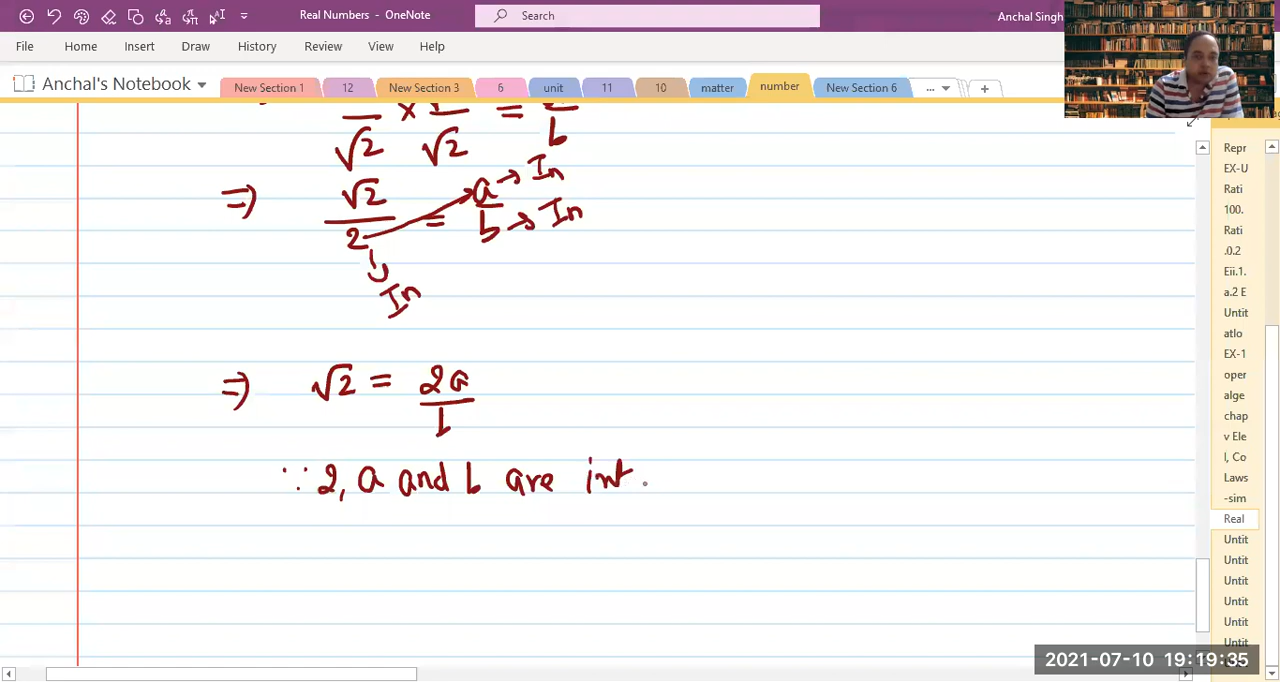 Real Numbers - OneNote
Search
Anchal Singh
File Home Insert Draw History Review View Help
Anchal's Notebook
New Section 1 12 New Section 3 6 unit 11 10 matter number New Section 6 ...
× =
√2 √2 b
⇒ √2/2 = a/b
a → In
b → In
In
⇒ √2 = 2a/b
∵ 2, a and b are int
Repr
EX-U
Rati
100.
Rati
.0.2
Eii.1.
a.2 E
Untit
atlo
EX-1
oper
alge
chap
v Ele
l, Co
Laws
-sim
Real
Untit
Untit
Untit
Untit
Untit
Untit
2021-07-10 19:19:35